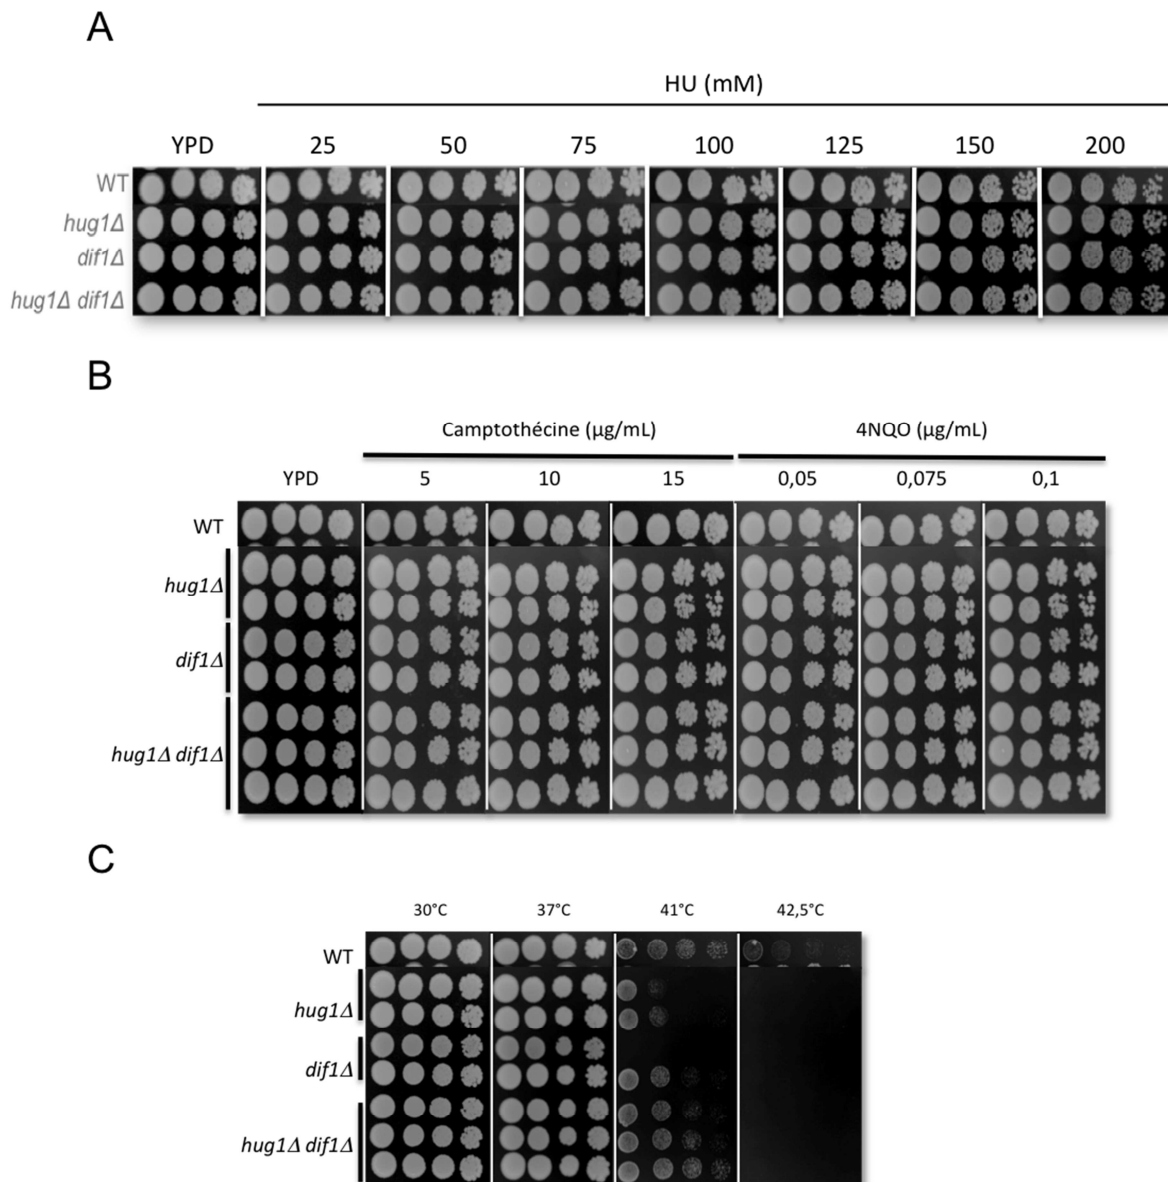 A
HU (mM)
YPD 25 50 75 100 125 150 200
WT
hug1Δ
dif1Δ
hug1Δ dif1Δ
B
Camptothécine (µg/mL) 4NQO (µg/mL)
YPD 5 10 15 0,05 0,075 0,1
WT
hug1Δ
dif1Δ
hug1Δ dif1Δ
C
30°C 37°C 41°C 42,5°C
WT
hug1Δ
dif1Δ
hug1Δ dif1Δ